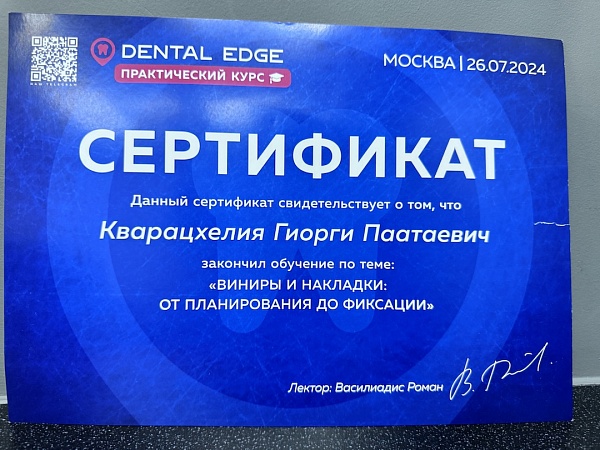 DENTAL EDGE
ПРАКТИЧЕСКИЙ КУРС
МОСКВА | 26.07.2024
СЕРТИФИКАТ
Данный сертификат свидетельствует о том, что
Кварацхелия Гиорги Паатаевич
закончил обучение по теме:
«ВИНИРЫ И НАКЛАДКИ:
ОТ ПЛАНИРОВАНИЯ ДО ФИКСАЦИИ»
Лектор: Василиадис Роман